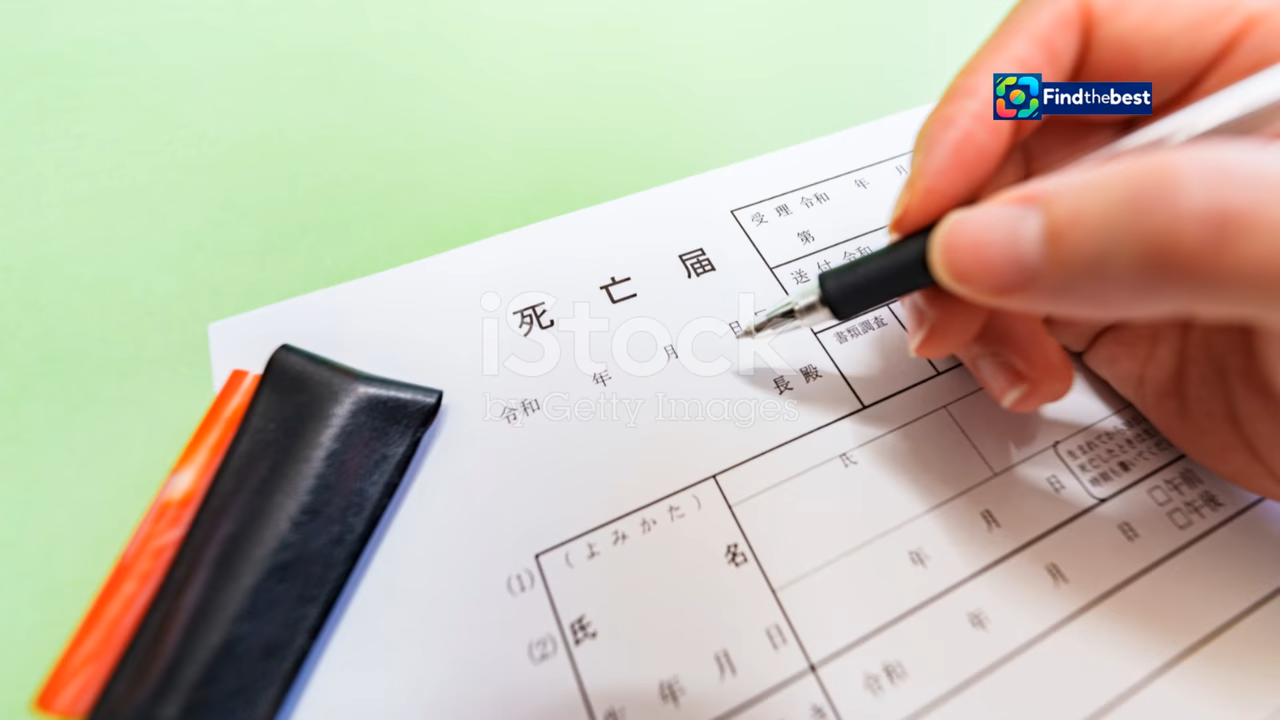 Findthebest
受理 令和 年 月
第
送付 令和
死亡届
書類調査
令和 年 月 日
長 殿
iStock
by Getty Images
(よみかた)
(1)
氏 名
氏
(2)
年 月 日
年 月 日
□午前
□午後
令和 年 月 日